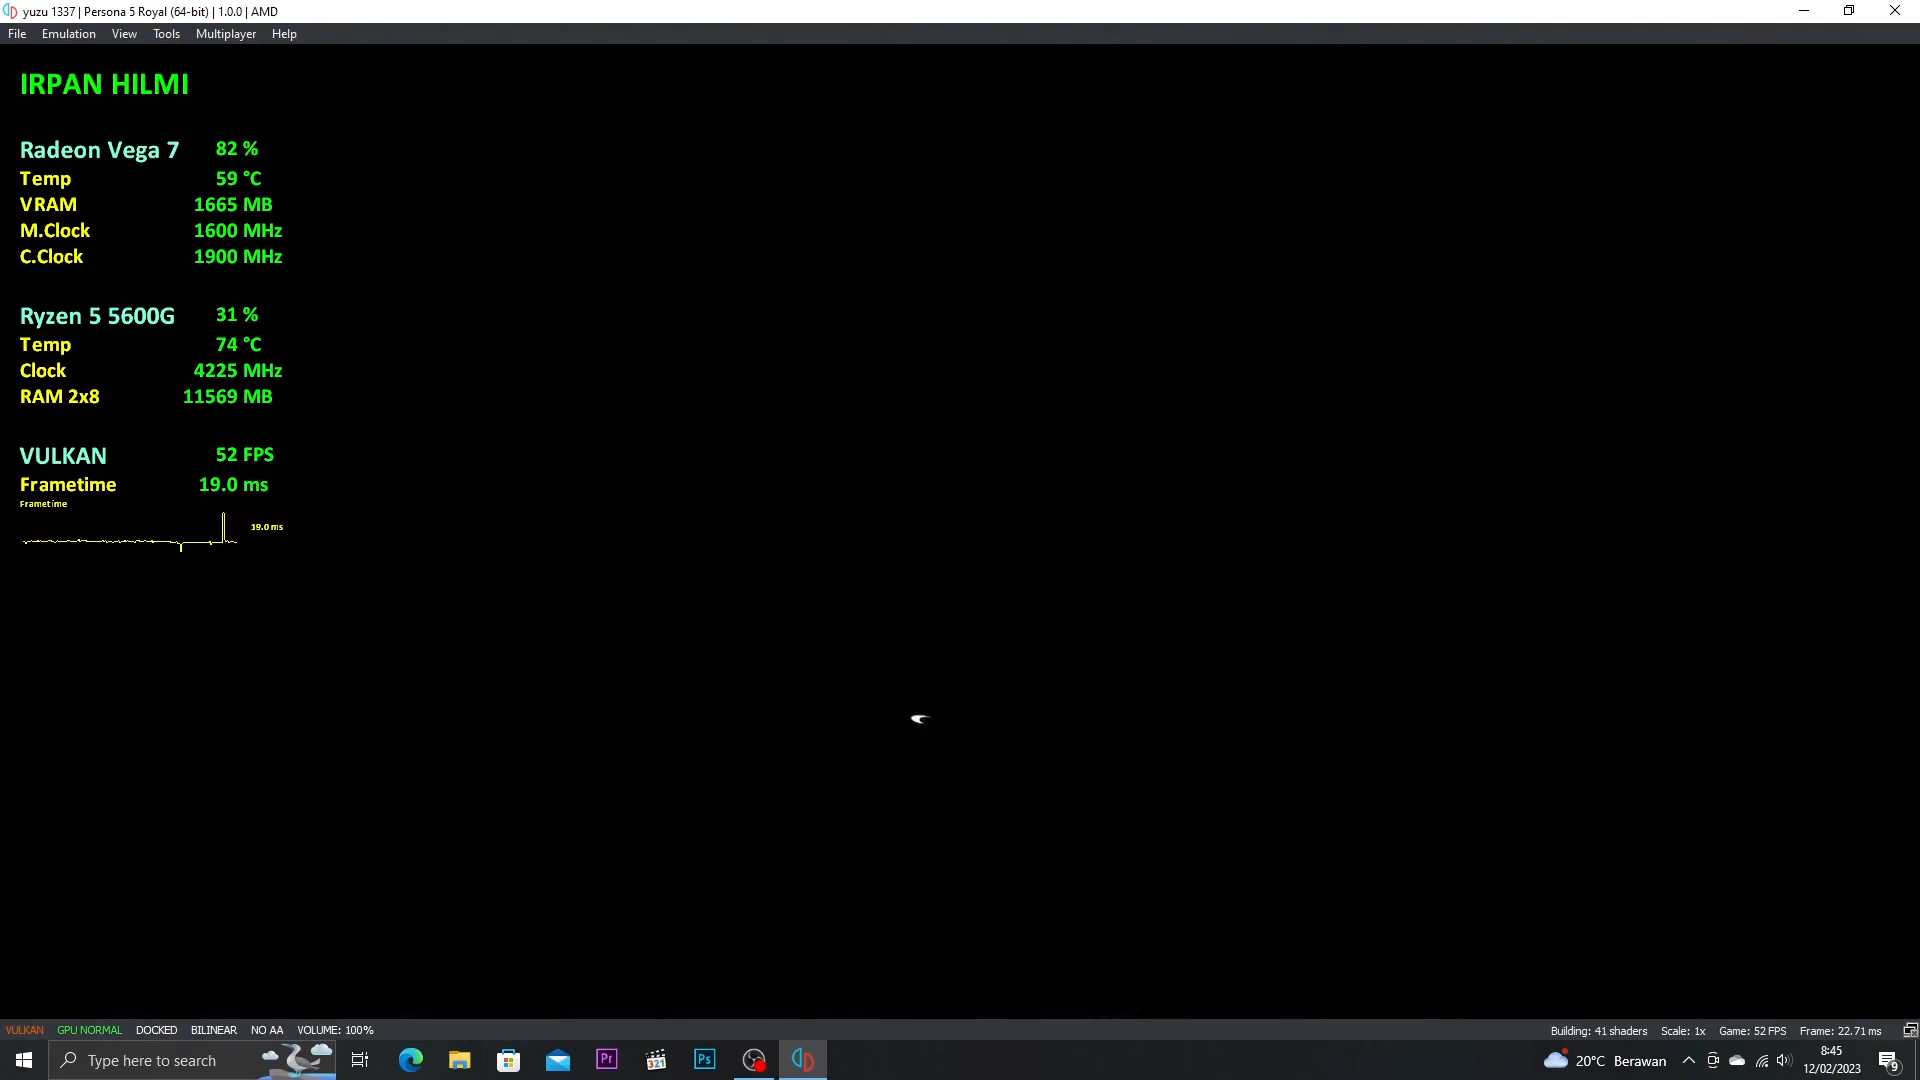 yuzu 1337 | Persona 5 Royal (64-bit) | 1.0.0 | AMD
File Emulation View Tools Multiplayer Help
IRPAN HILMI
Radeon Vega 7 82 %
Temp 59 °C
VRAM 1665 MB
M.Clock 1600 MHz
C.Clock 1900 MHz
Ryzen 5 5600G 31 %
Temp 74 °C
Clock 4225 MHz
RAM 2x8 11569 MB
VULKAN 52 FPS
Frametime 19.0 ms
Frametime
19.0 ms
VULKAN GPU NORMAL DOCKED BILINEAR NO AA VOLUME: 100% Building: 41 shaders Scale: 1x Game: 52 FPS Frame: 22.71 ms
Type here to search Pr 321 Ps 20°C Berawan 8:45
12/02/2023 9